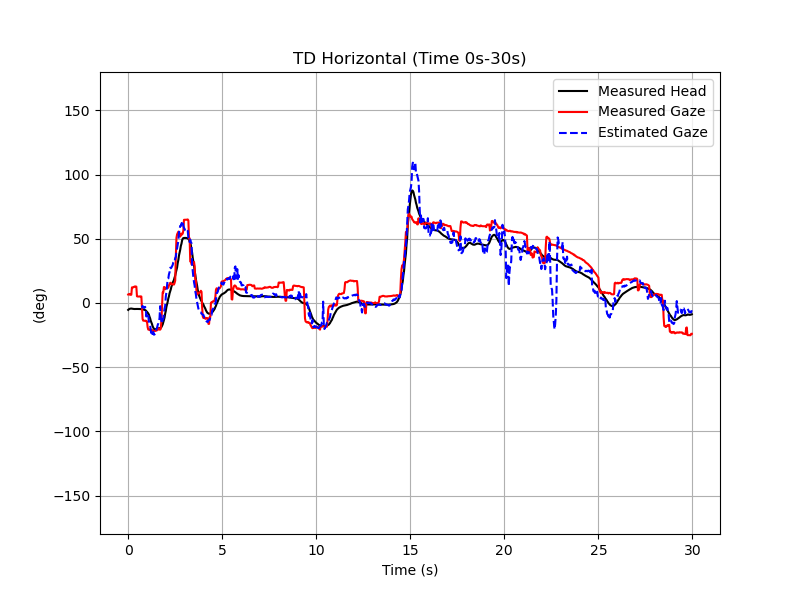 TD Horizontal (Time 0s-30s)
Measured Head
Measured Gaze
Estimated Gaze
150
100
50
0
−50
−100
−150
(deg)
0 5 10 15 20 25 30
Time (s)